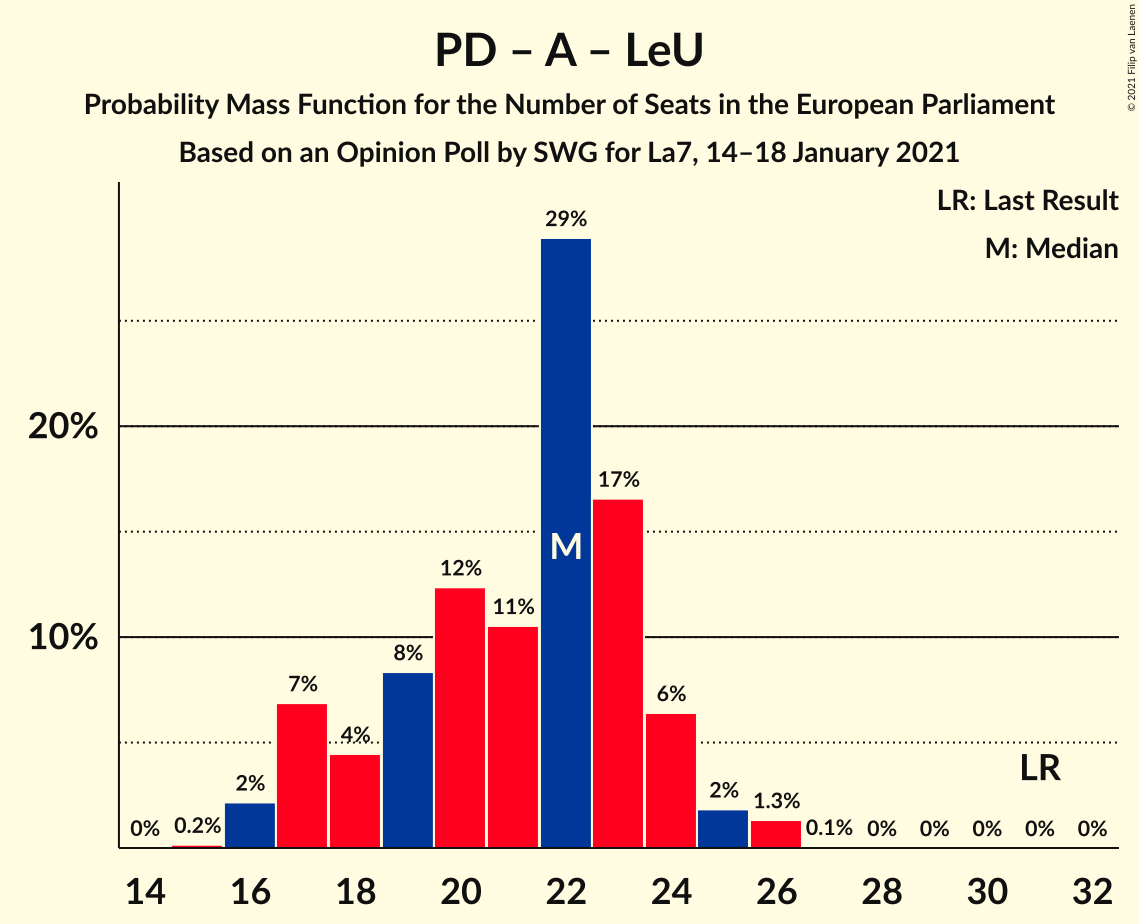 PD – A – LeU
Probability Mass Function for the Number of Seats in the European Parliament
Based on an Opinion Poll by SWG for La7, 14–18 January 2021
© 2021 Filip van Laenen
LR: Last Result
M: Median
20%
10%
0%
0.2%
2%
7%
4%
8%
12%
11%
29%
M
17%
6%
2%
1.3%
0.1%
0%
0%
0%
LR
0%
0%
14 16 18 20 22 24 26 28 30 32